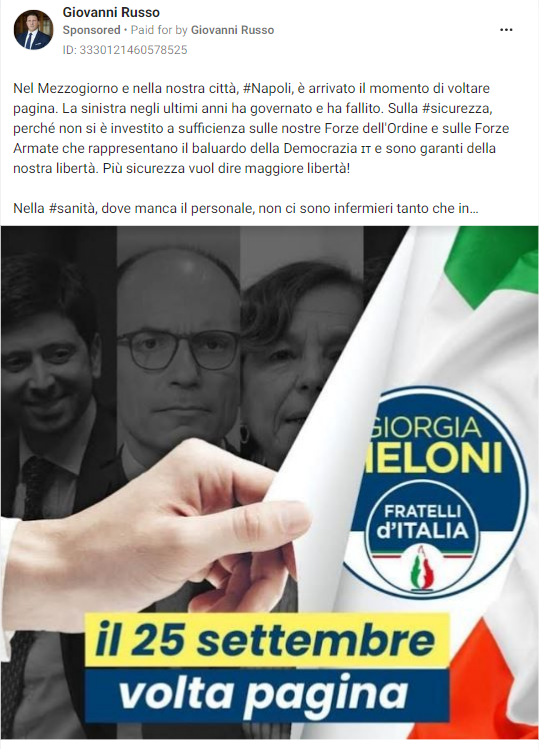 Giovanni Russo
Sponsored • Paid for by Giovanni Russo
ID: 3330121460578525
Nel Mezzogiorno e nella nostra città, #Napoli, è arrivato il momento di voltare
pagina. La sinistra negli ultimi anni ha governato e ha fallito. Sulla #sicurezza,
perché non si è investito a sufficienza sulle nostre Forze dell'Ordine e sulle Forze
Armate che rappresentano il baluardo della Democrazia IT e sono garanti della
nostra libertà. Più sicurezza vuol dire maggiore libertà!
Nella #sanità, dove manca il personale, non ci sono infermieri tanto che in…
GIORGIA
MELONI
FRATELLI
d'ITALIA
il 25 settembre
volta pagina